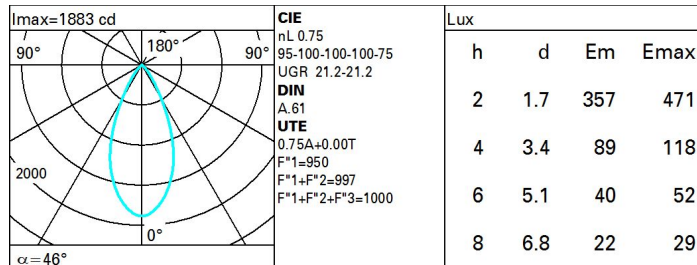 Imax=1883 cd
90°
180°
90°
2000
0°
α=46°
CIE
nL 0.75
95-100-100-100-75
UGR 21.2-21.2
DIN
A.61
UTE
0.75A+0.00T
F"1=950
F"1+F"2=997
F"1+F"2+F"3=1000
Lux
h d Em Emax
2 1.7 357 471
4 3.4 89 118
6 5.1 40 52
8 6.8 22 29